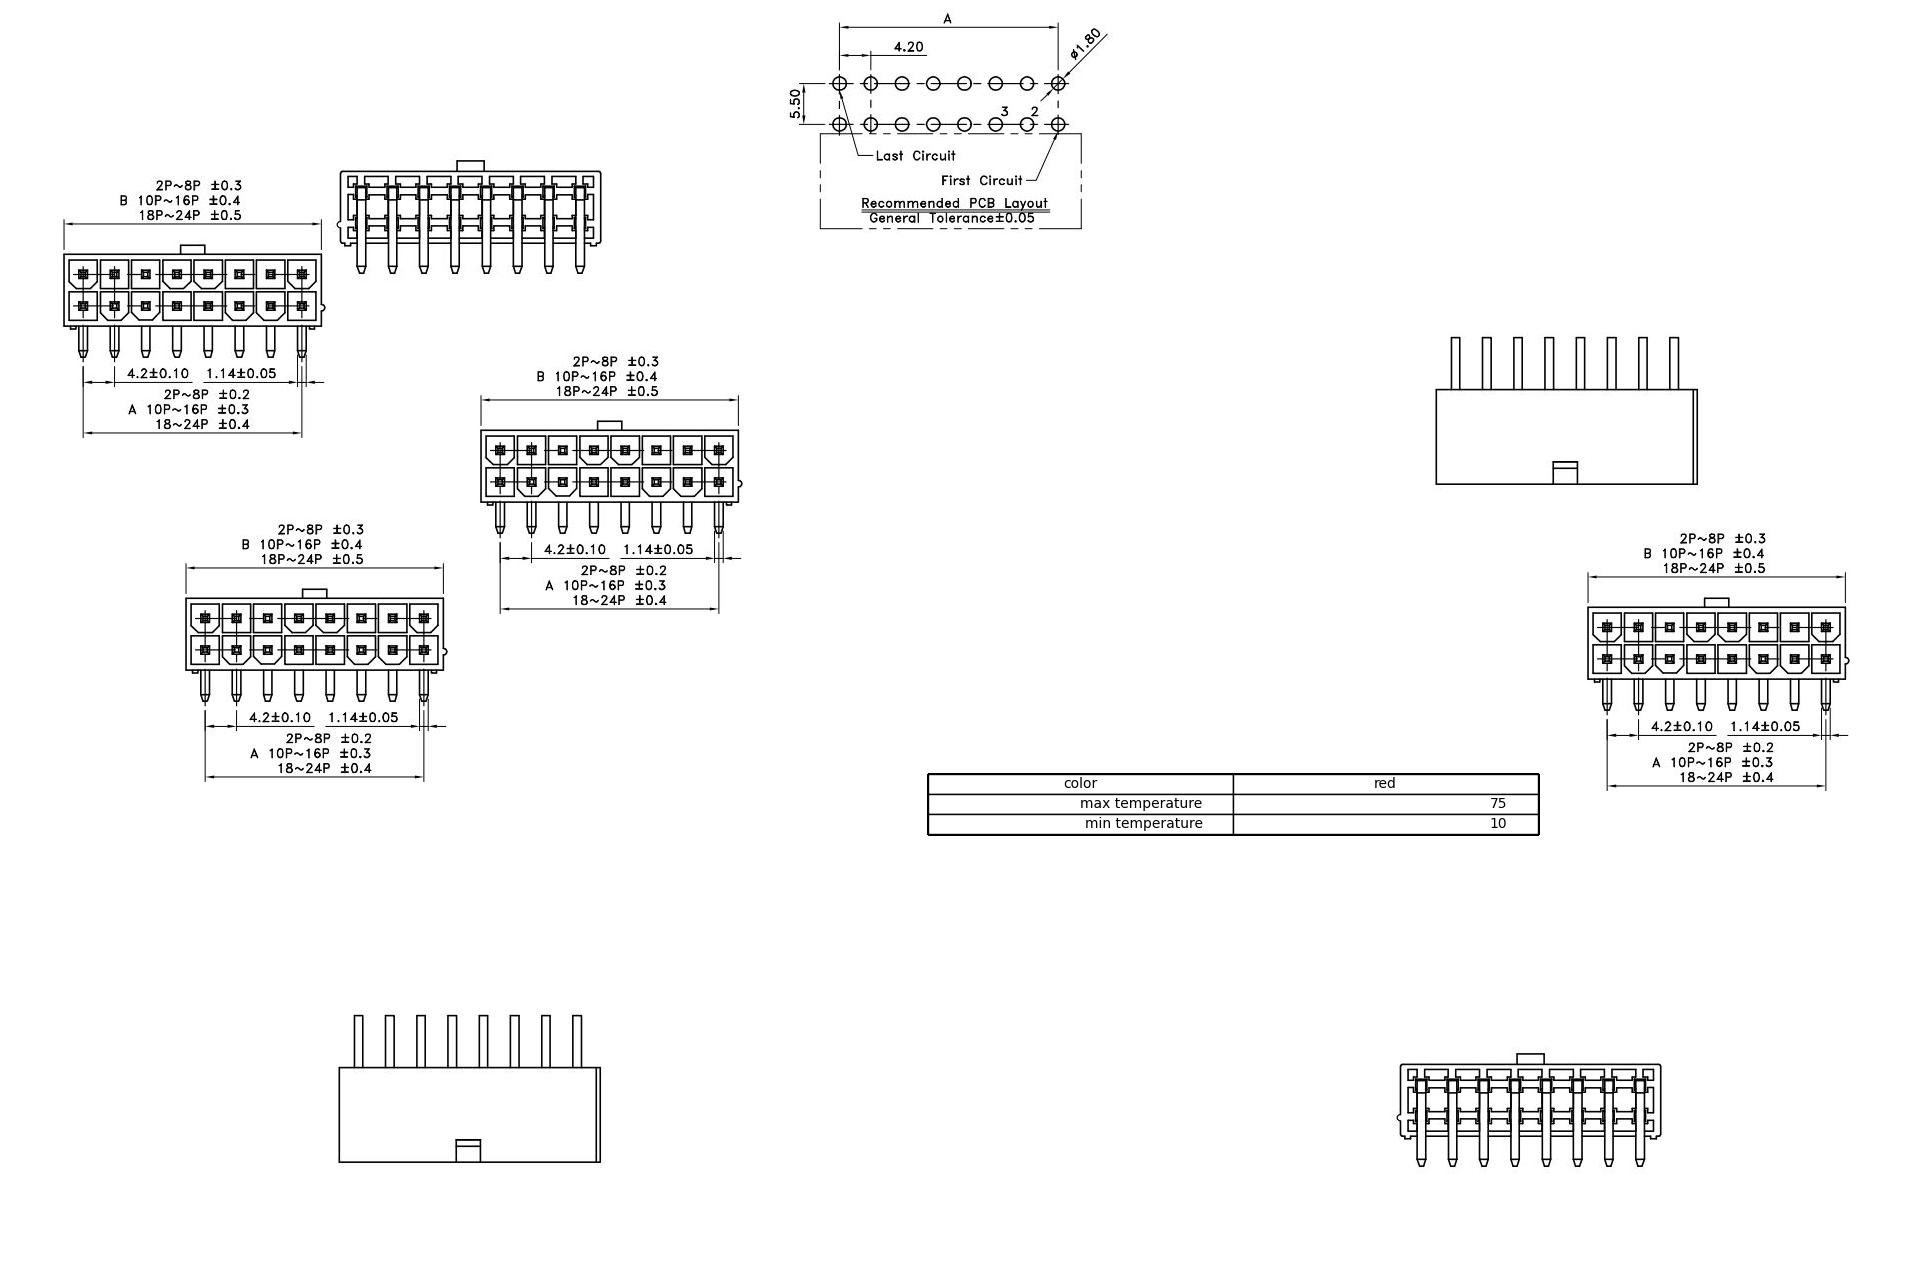 A
4.20
ø1.80
5.50
3 2
Last Circuit
First Circuit
Recommended PCB Layout
General Tolerance±0.05
2P~8P ±0.3
B 10P~16P ±0.4
18P~24P ±0.5
4.2±0.10 1.14±0.05
2P~8P ±0.2
A 10P~16P ±0.3
18~24P ±0.4
2P~8P ±0.3
B 10P~16P ±0.4
18P~24P ±0.5
4.2±0.10 1.14±0.05
2P~8P ±0.2
A 10P~16P ±0.3
18~24P ±0.4
2P~8P ±0.3
B 10P~16P ±0.4
18P~24P ±0.5
4.2±0.10 1.14±0.05
2P~8P ±0.2
A 10P~16P ±0.3
18~24P ±0.4
2P~8P ±0.3
B 10P~16P ±0.4
18P~24P ±0.5
4.2±0.10 1.14±0.05
2P~8P ±0.2
A 10P~16P ±0.3
18~24P ±0.4
color red
max temperature 75
min temperature 10